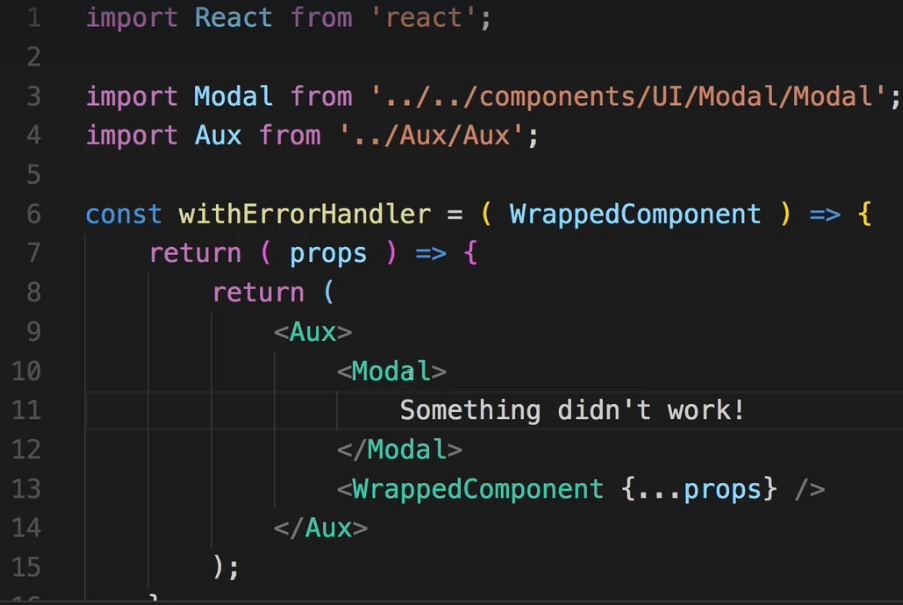 1 import React from 'react';
2
3 import Modal from '../../components/UI/Modal/Modal';
4 import Aux from '../Aux/Aux';
5
6 const withErrorHandler = ( WrappedComponent ) => {
7 return ( props ) => {
8 return (
9 <Aux>
10 <Modal>
11 Something didn't work!
12 </Modal>
13 <WrappedComponent {...props} />
14 </Aux>
15 );
16 }